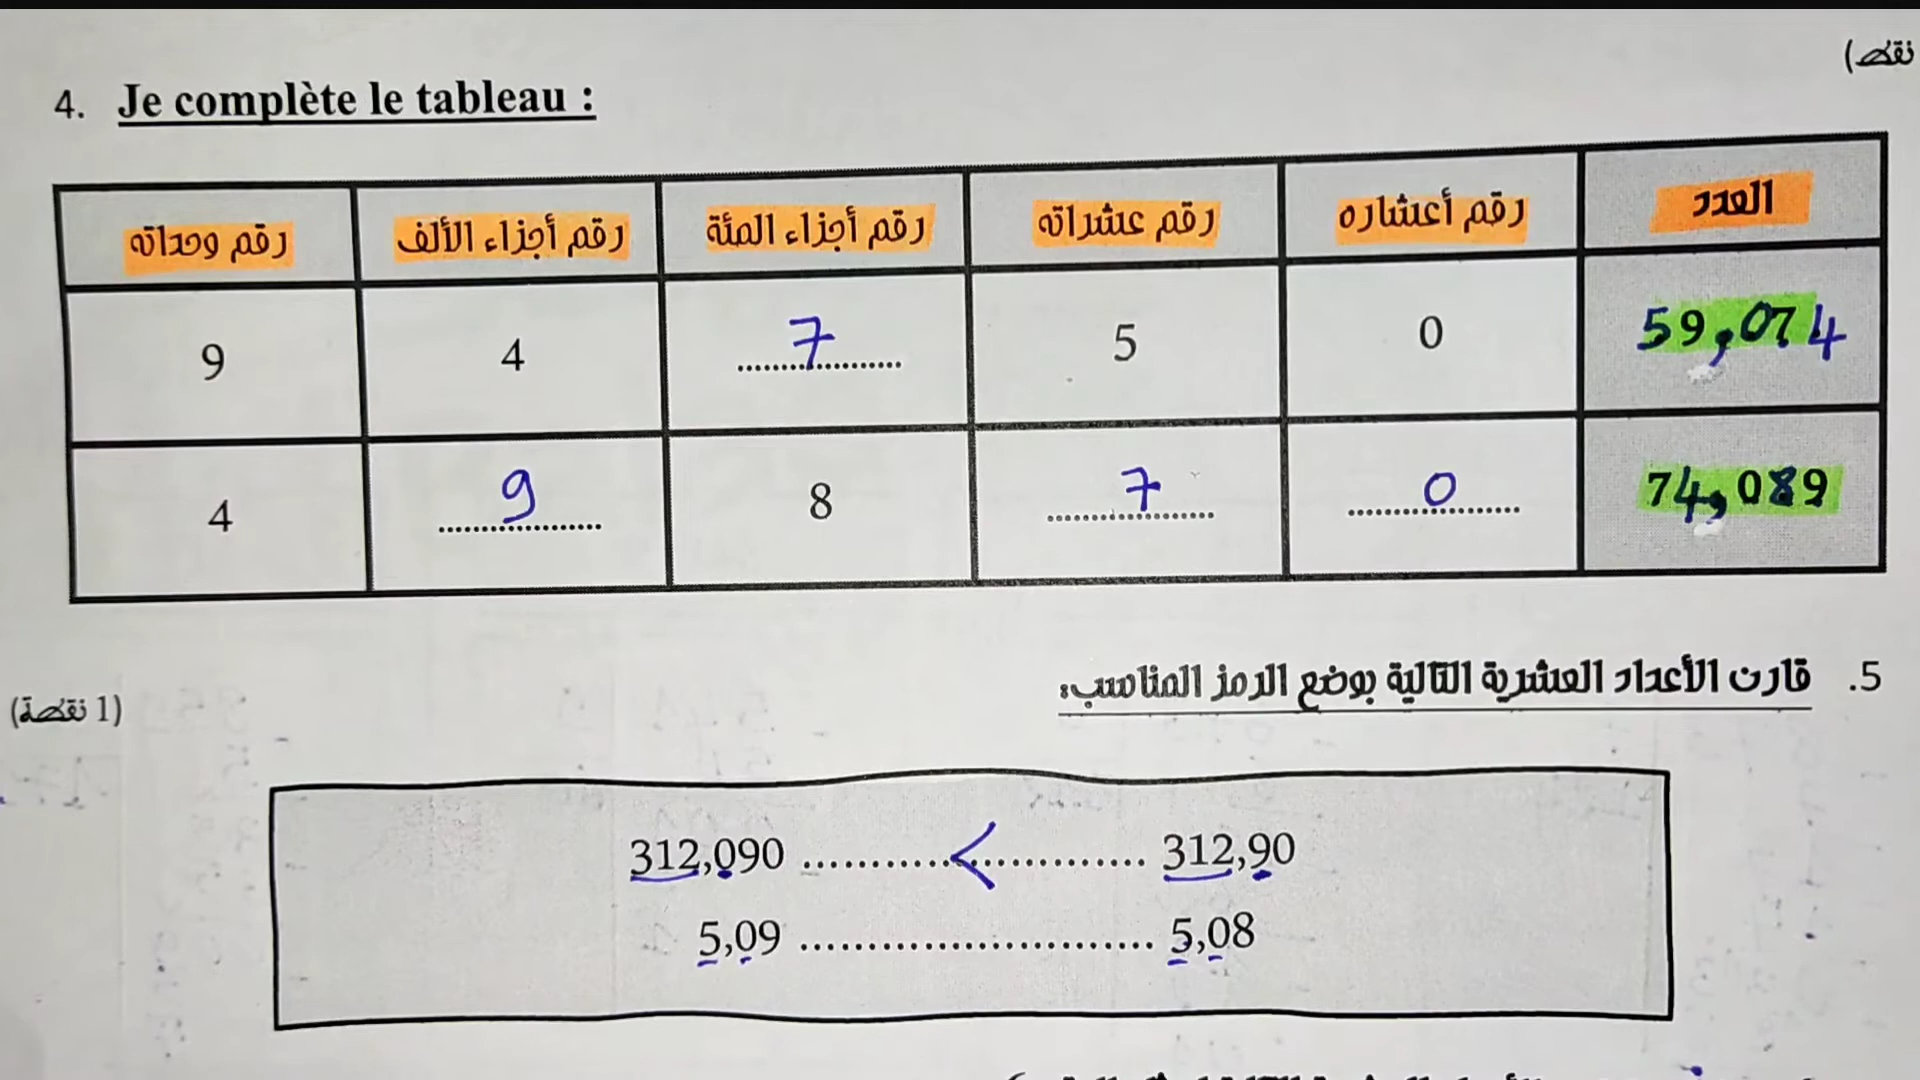 نقط)
4. Je complète le tableau :
العدد رقم أعشاره رقم عشراته رقم أجزاء المئة رقم أجزاء الألف رقم وحداته
59,074 0 5 7 4 9
74,089 0 7 8 9 4
5. قارن الأعداد العشرية التالية بوضع الرمز المناسب:
(1 نقطة)
312,090 .......... < .......... 312,90
5,09 .......................... 5,08